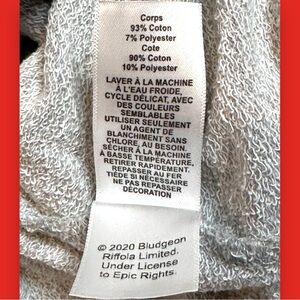 Corps
93% Coton
7% Polyester
Cote
90% Coton
10% Polyester
LAVER À LA MACHINE
À L'EAU FROIDE,
CYCLE DÉLICAT, AVEC
DES COULEURS
SEMBLABLES
UTILISER SEULEMENT
UN AGENT DE
BLANCHIMENT SANS
CHLORE, AU BESOIN.
SÉCHER À LA MACHINE
À BASSE TEMPÉRATURE,
RETIRER RAPIDEMENT.
REPASSER AU FER
TIÈDE SI NÉCESSAIRE
NE PAS REPASSER
DÉCORATION
© 2020 Bludgeon
Riffola Limited.
Under License
to Epic Rights.